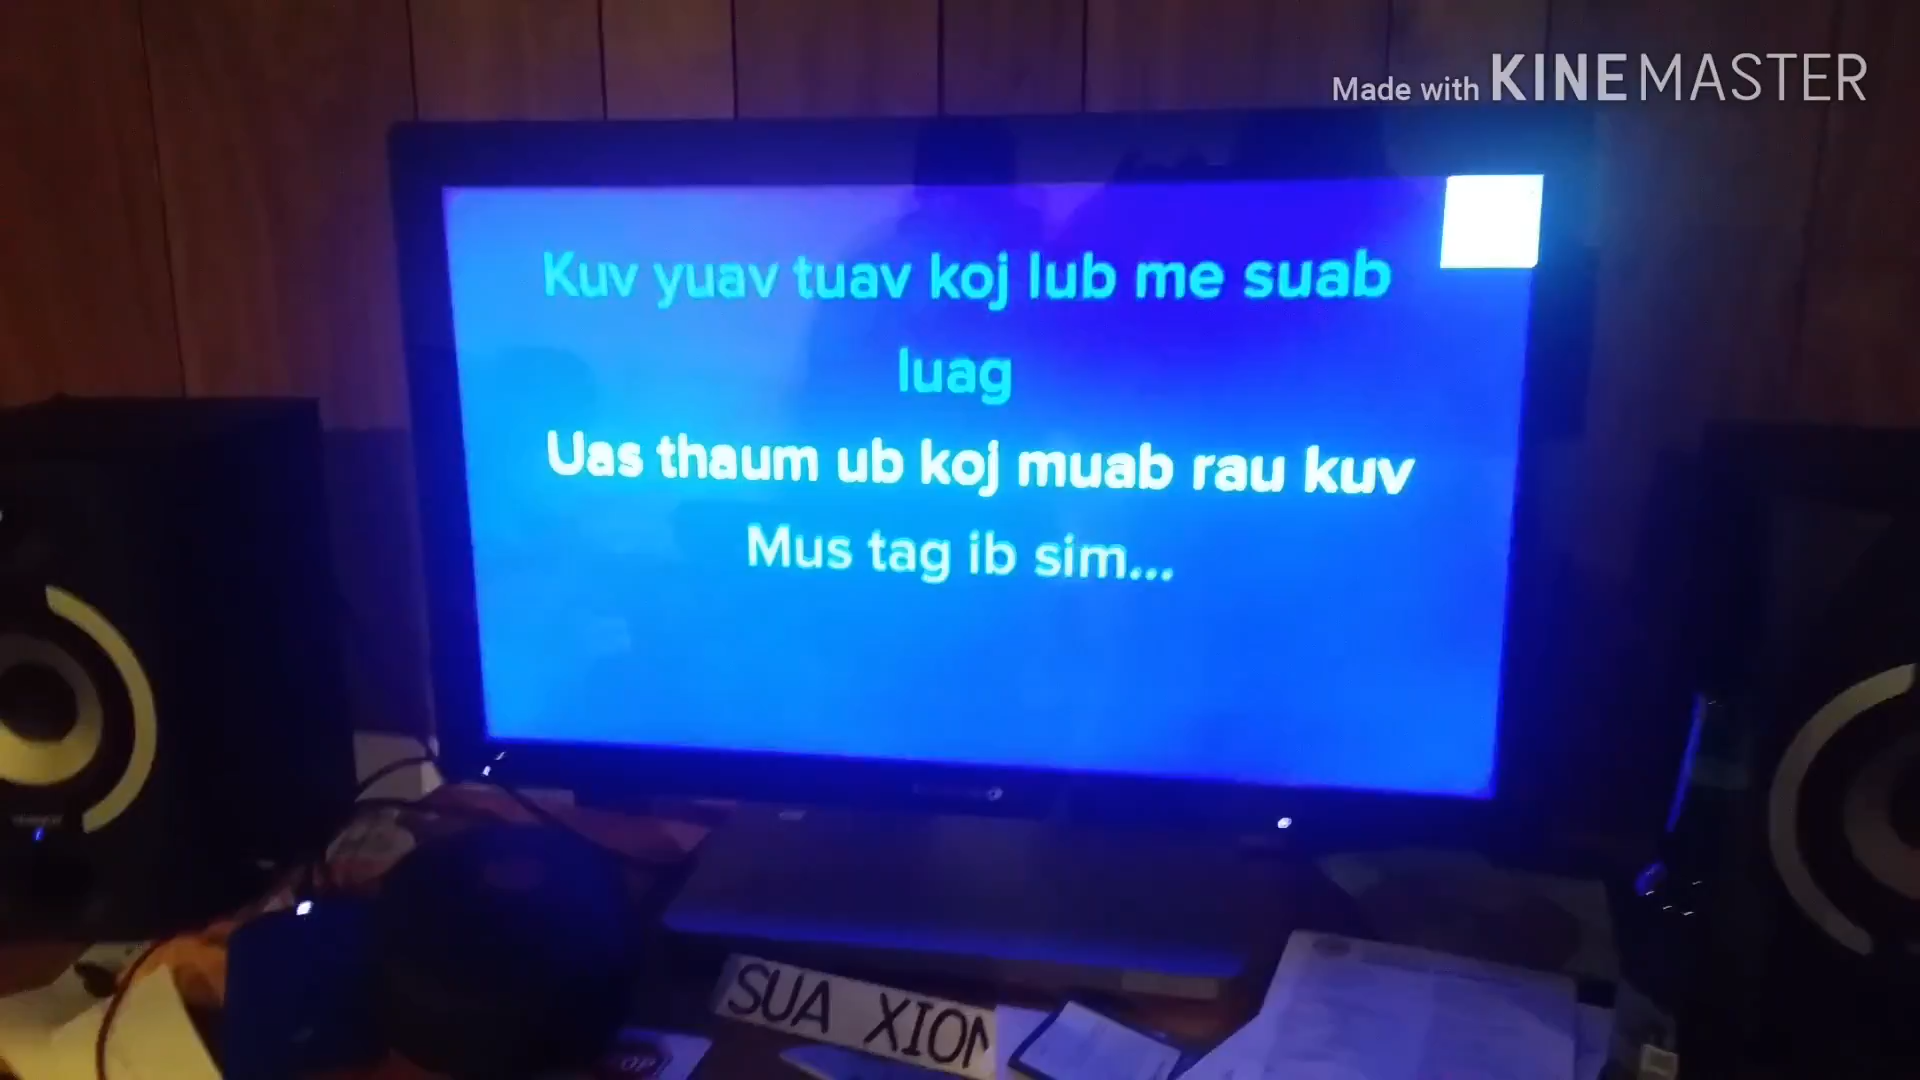 Made with KINEMASTER
Kuv yuav tuav koj lub me suab
luag
Uas thaum ub koj muab rau kuv
Mus tag ib sim...
SUA XION